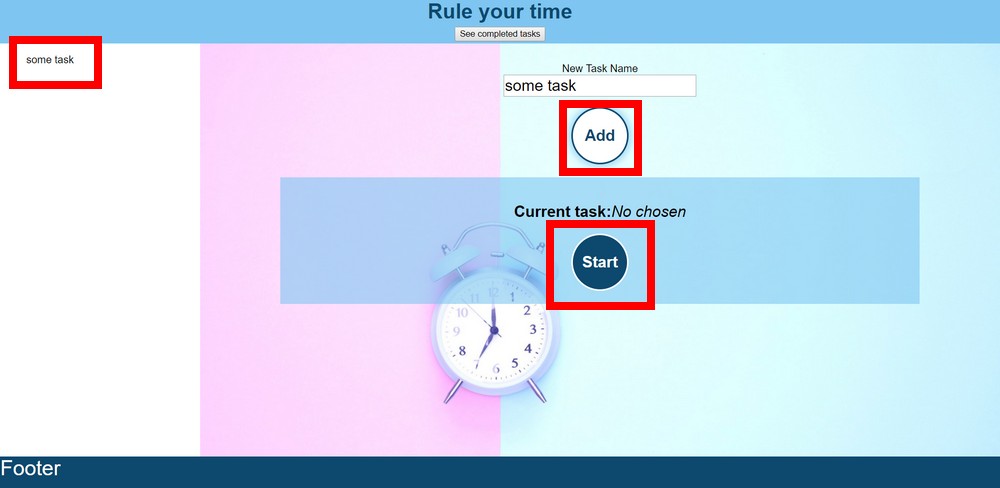 Rule your time
See completed tasks
some task
New Task Name
some task
Add
Current task:No chosen
Start
12
11
1
10
2
9
3
8
4
7
5
6
Footer